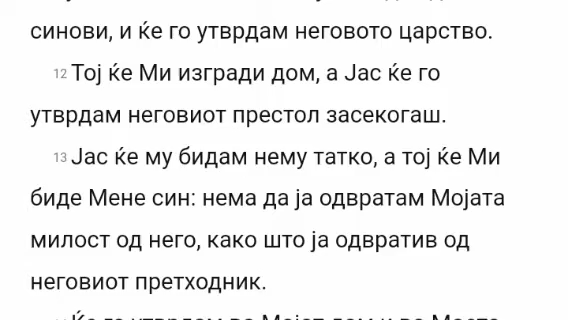 синови, и ќе го утврдам неговото царство.
12 Тој ќе Ми изгради дом, а Јас ќе го
утврдам неговиот престол засекогаш.
13 Јас ќе му бидам нему татко, а тој ќе Ми
биде Мене син: нема да ја одвратам Мојата
милост од него, како што ја одвратив од
неговиот претходник.